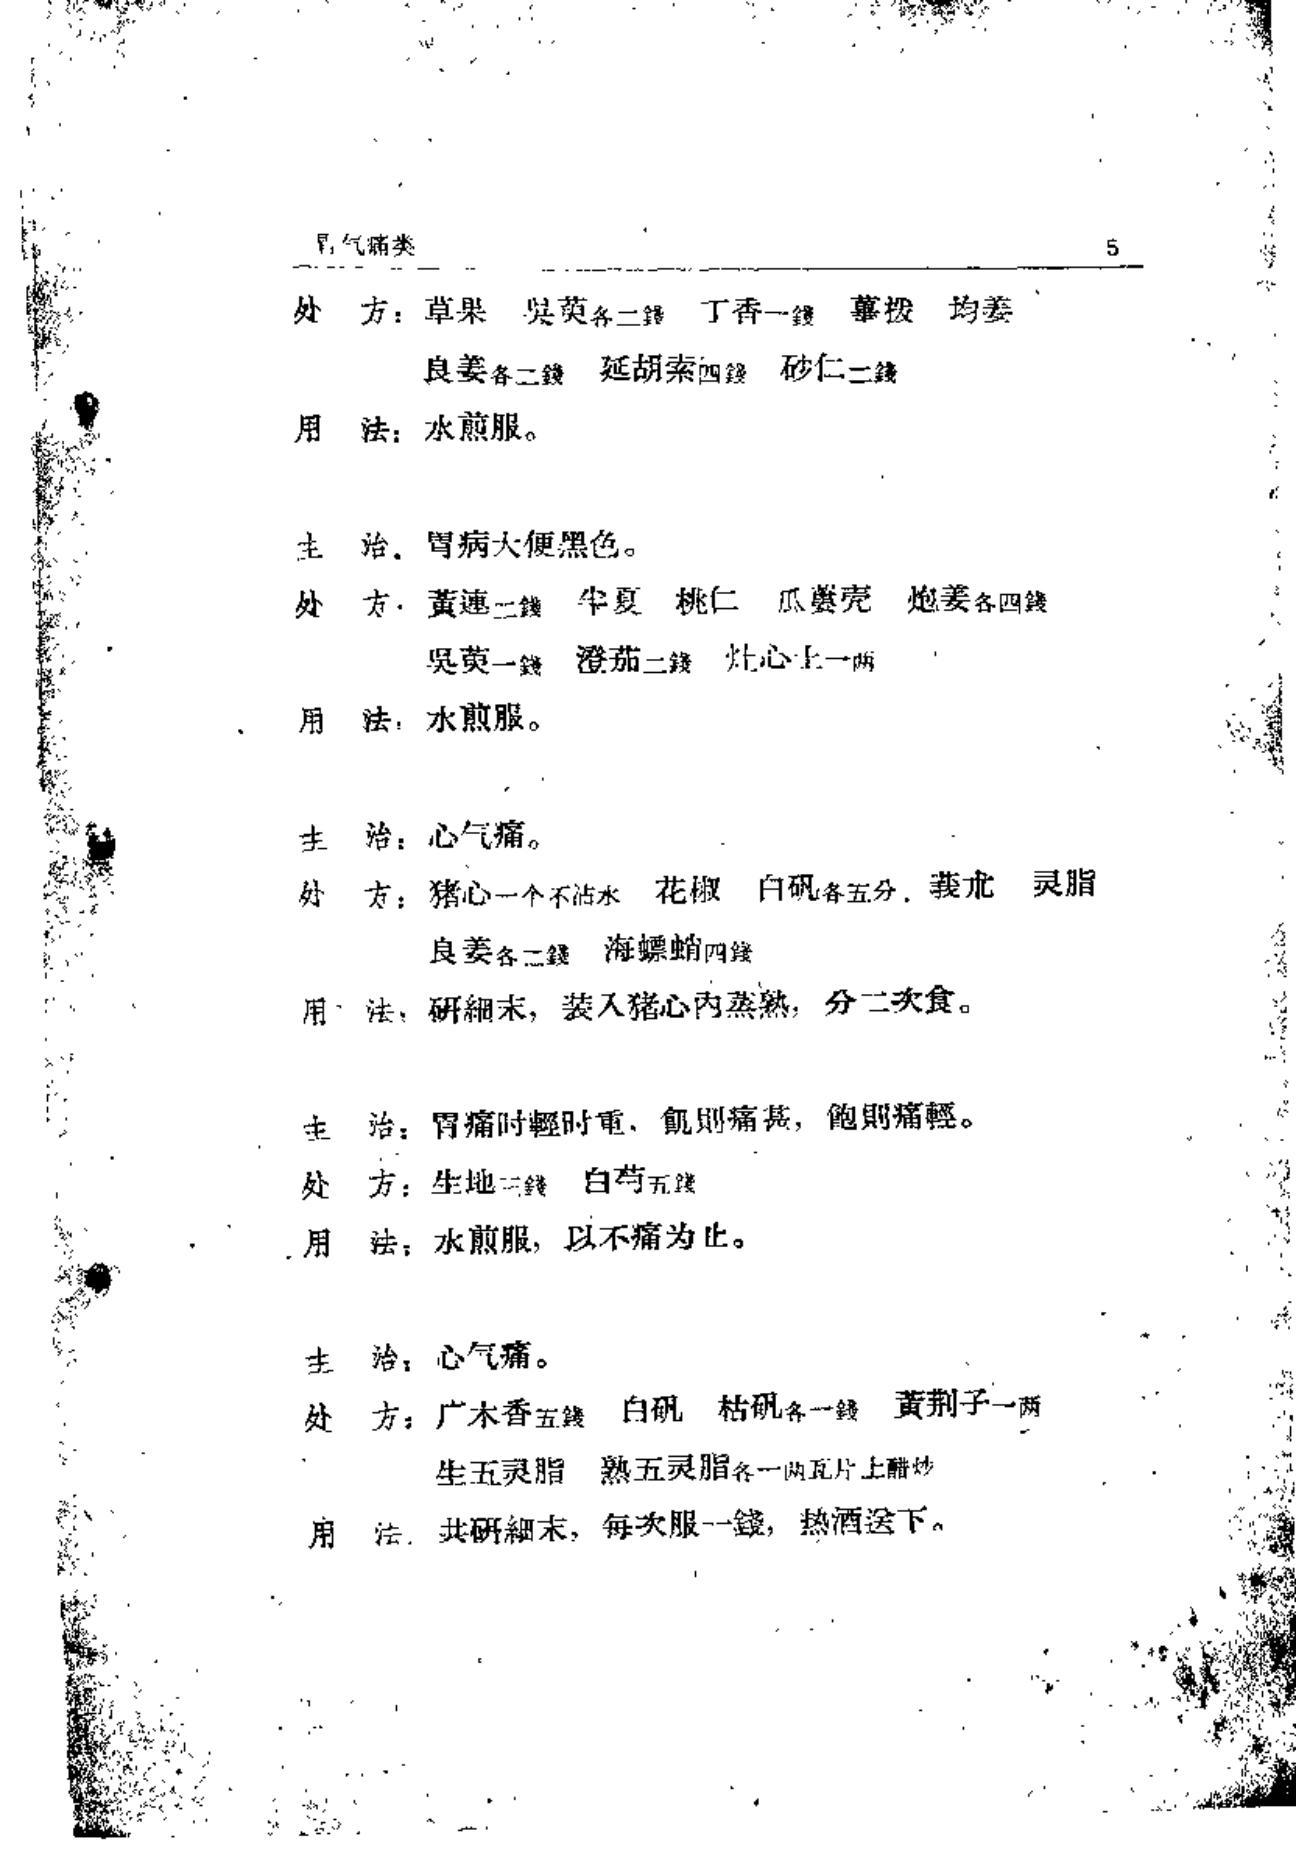 胃气痛类 5
处 方：草果 吳萸各二錢 丁香一錢 蓽拨 均姜
良姜各二錢 延胡索四錢 砂仁二錢
用 法：水煎服。
主 治：胃病大便黑色。
处 方：黃連二錢 半夏 桃仁 瓜蔞壳 炮姜各四錢
吳萸一錢 澄茄二錢 灶心土一两
用 法：水煎服。
主 治：心气痛。
处 方：猪心一个不沾水 花椒 白矾各五分 莪朮 灵脂
良姜各二錢 海螵蛸四錢
用 法：研細末，装入猪心內蒸熟，分二次食。
主 治：胃痛时輕时重，飢則痛甚，飽則痛輕。
处 方：生地三錢 白芍五錢
用 法：水煎服，以不痛为止。
主 治：心气痛。
处 方：广木香五錢 白矾 枯矾各一錢 黃荆子一两
生五灵脂 熟五灵脂各一两瓦片上醋炒
用 法：共研細末，每次服一錢，热酒送下。